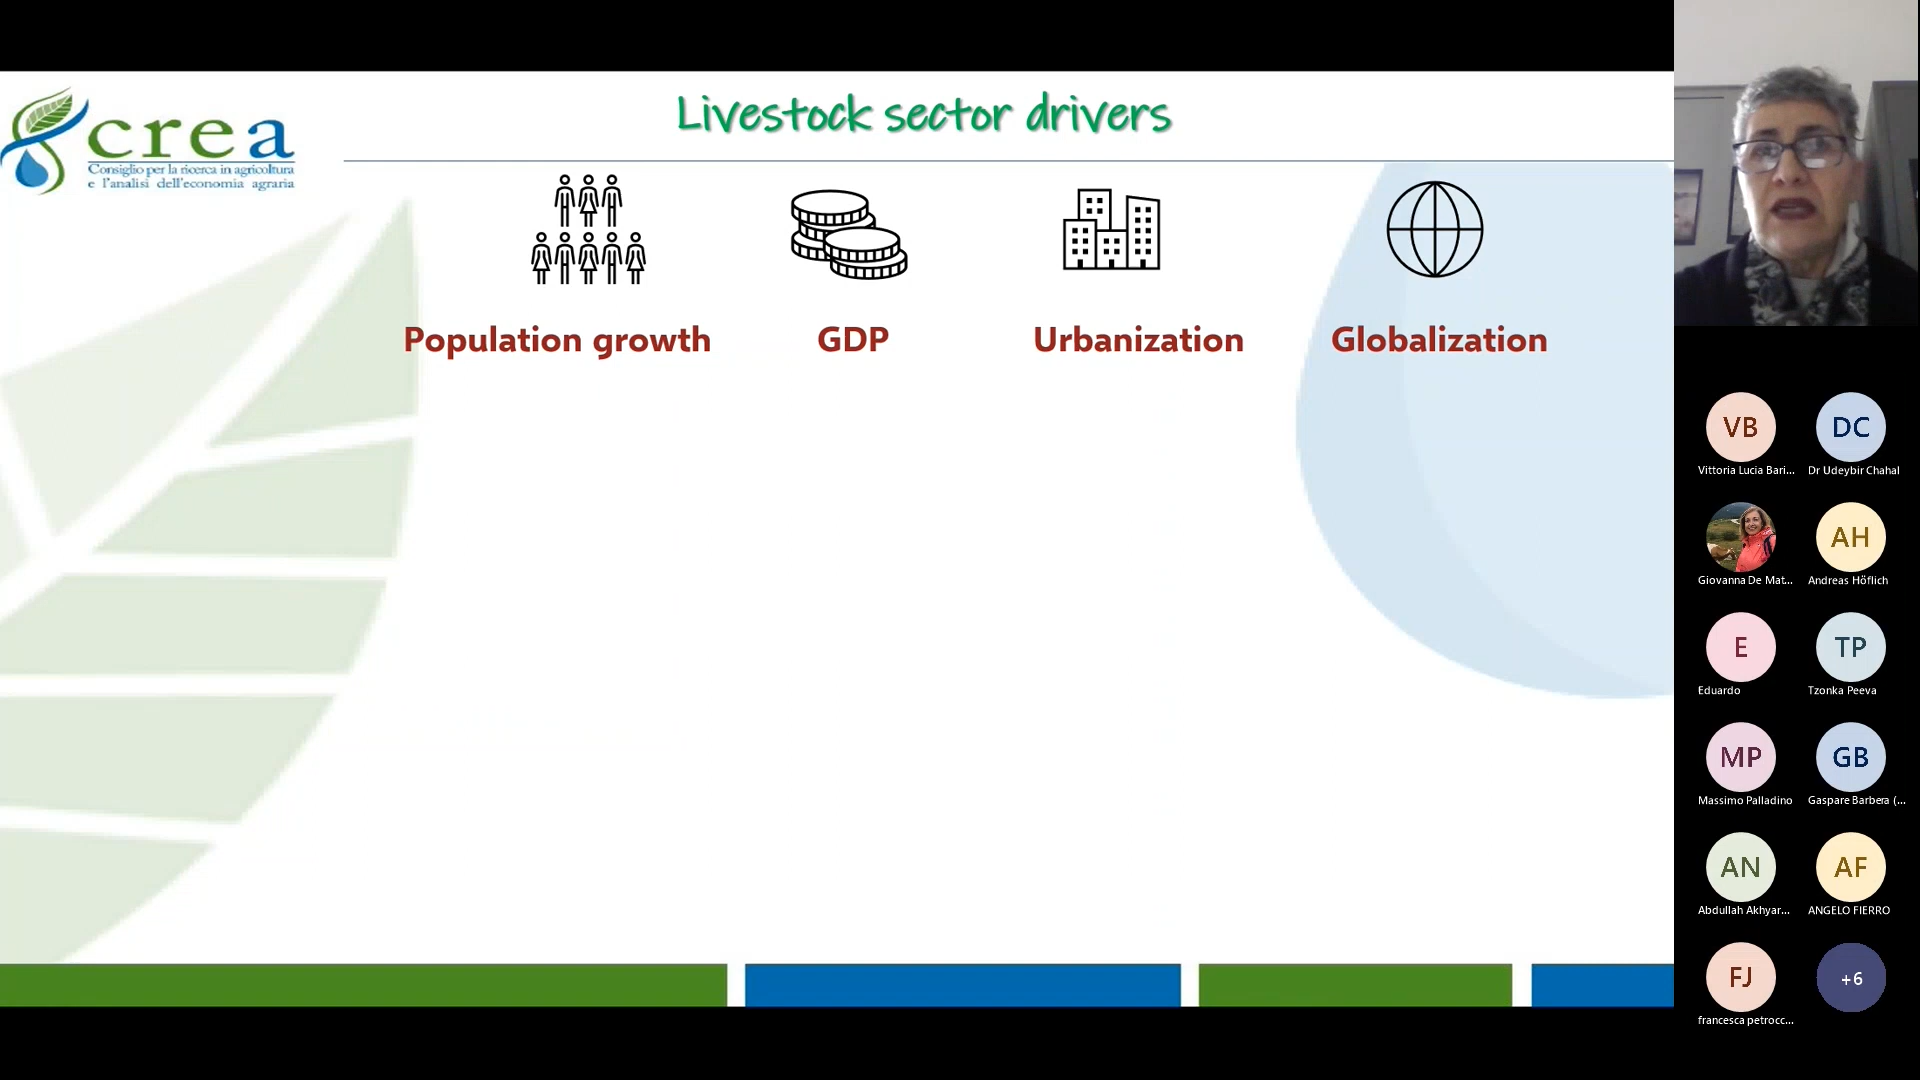 Livestock sector drivers
crea
Consiglio per la ricerca in agricoltura
e l'analisi dell'economia agraria
Population growth
GDP
Urbanization
Globalization
VB
Vittoria Lucia Bari...
DC
Dr Udeybir Chahal
Giovanna De Mat...
AH
Andreas Höflich
E
Eduardo
TP
Tzonka Peeva
MP
Massimo Palladino
GB
Gaspare Barbera (...
AN
Abdullah Akhyar...
AF
ANGELO FIERRO
FJ
francesca petrocc...
+6